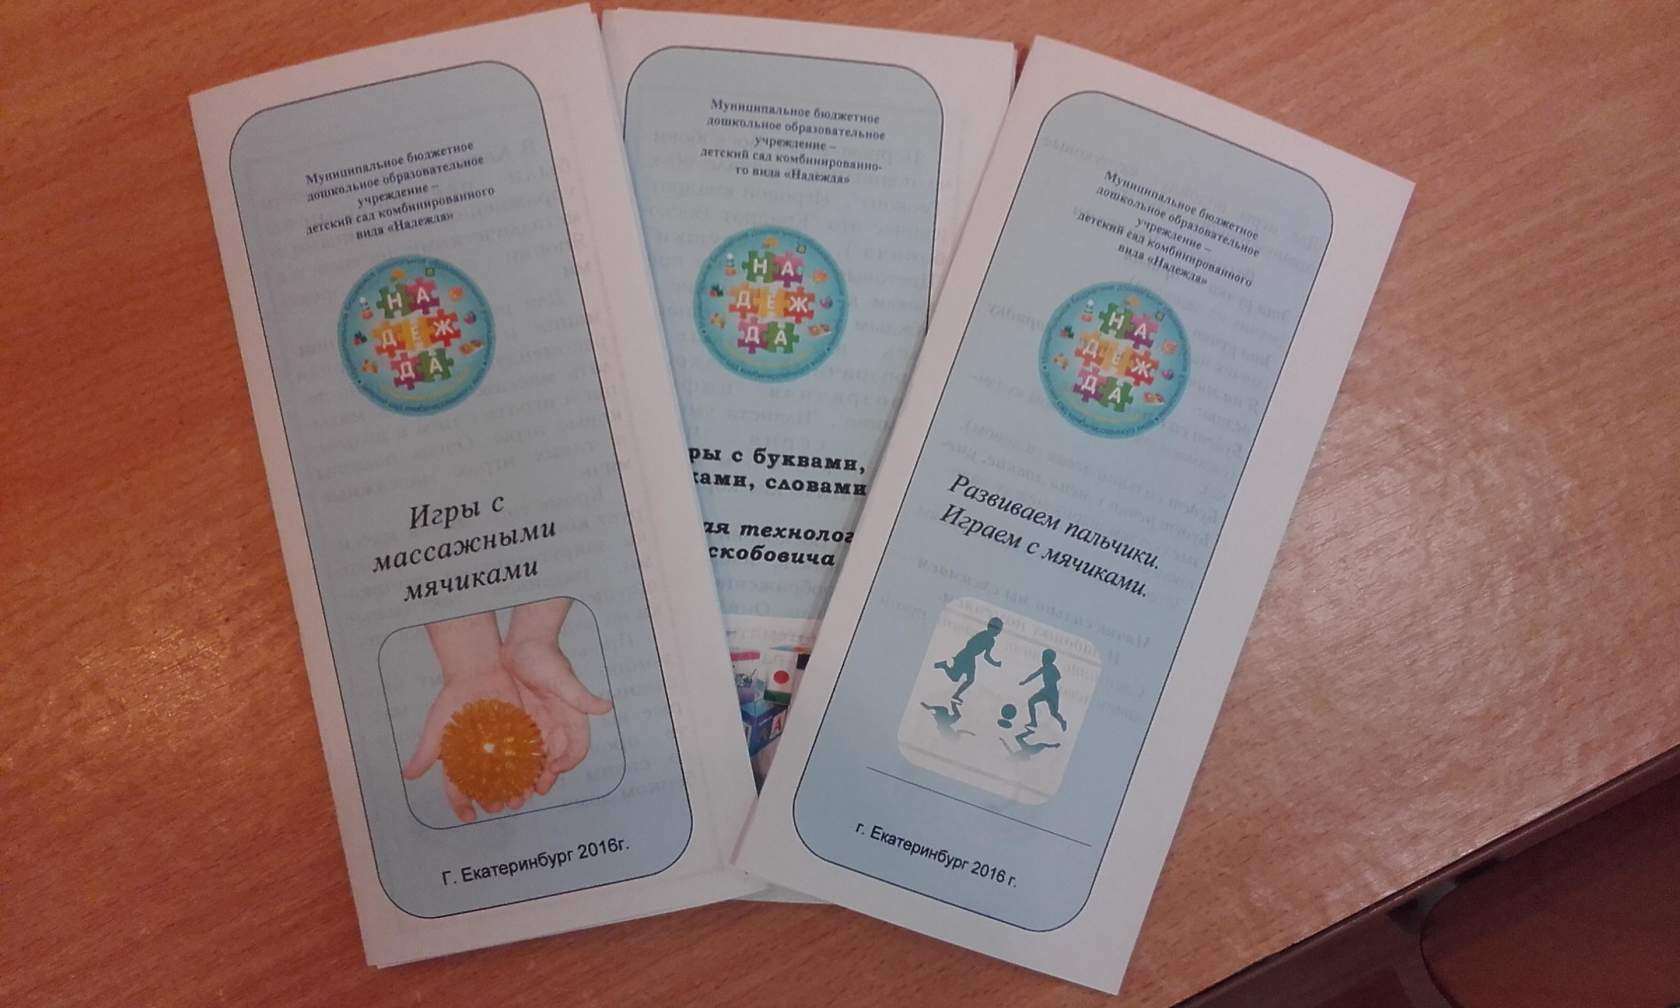 Муниципальное бюджетное
дошкольное образовательное
учреждение –
детский сад комбинированного
вида «Надежда»
НА
ДЕЖ
ДА
Игры с
массажными
мячиками
Г. Екатеринбург 2016г.
Муниципальное бюджетное
дошкольное образовательное
учреждение –
детский сад комбинированно-
го вида «Надежда»
НА
ДЕЖ
ДА
ры с буквами,
ками, словами
ая технолог
скобовича
Муниципальное бюджетное
дошкольное образовательное
учреждение –
детский сад комбинированного
вида «Надежда»
НА
ДЕЖ
ДА
Развиваем пальчики.
Играем с мячиками.
г. Екатеринбург 2016 г.